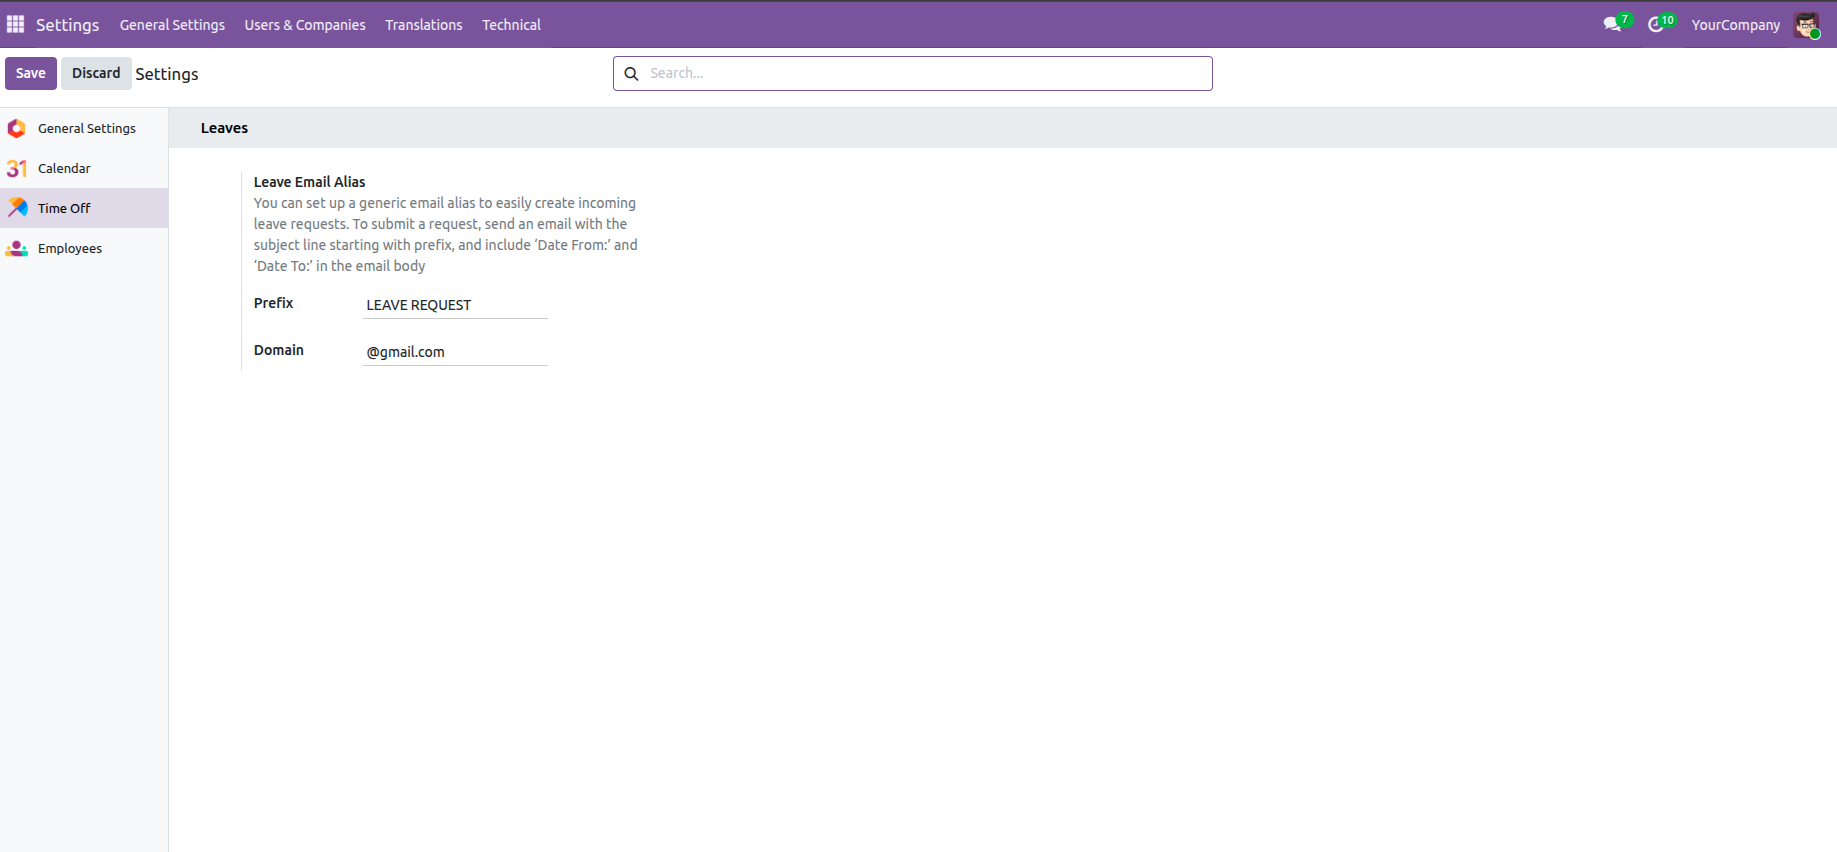 Settings General Settings Users & Companies Translations Technical 7 10 YourCompany
Save Discard Settings Search...
General Settings
31 Calendar
Time Off
Employees
Leaves
Leave Email Alias
You can set up a generic email alias to easily create incoming
leave requests. To submit a request, send an email with the
subject line starting with prefix, and include ‘Date From:’ and
‘Date To:’ in the email body
Prefix LEAVE REQUEST
Domain @gmail.com